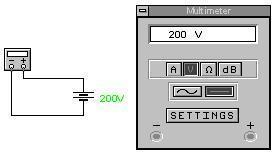 Multimeter
200 V
A V Ω dB
SETTINGS
- +
- +
200V